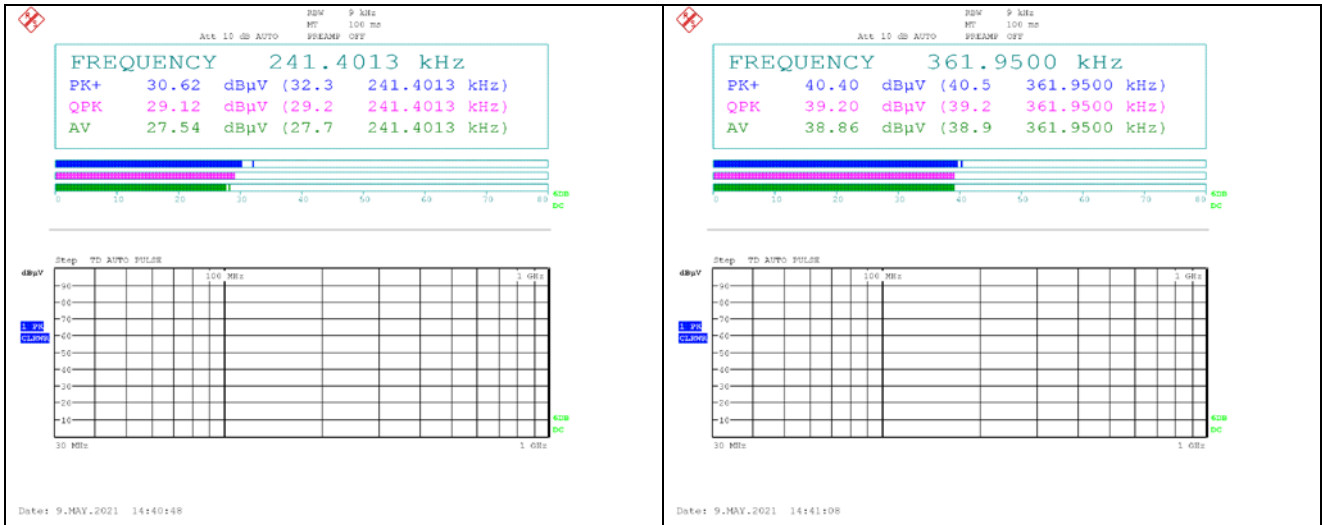 RBW 9 kHz
MT 100 ms
Att 10 dB AUTO PREAMP OFF
FREQUENCY 241.4013 kHz
PK+ 30.62 dBµV (32.3 241.4013 kHz)
QPK 29.12 dBµV (29.2 241.4013 kHz)
AV 27.54 dBµV (27.7 241.4013 kHz)
0 10 20 30 40 50 60 70 80
6DB
DC
Step TD AUTO PULSE
dBµV
100 MHz 1 GHz
90
80
70
1 PK
60
CLRWR
50
40
30
20
10
6DB
DC
30 MHz 1 GHz
Date: 9.MAY.2021 14:40:48
RBW 9 kHz
MT 100 ms
Att 10 dB AUTO PREAMP OFF
FREQUENCY 361.9500 kHz
PK+ 40.40 dBµV (40.5 361.9500 kHz)
QPK 39.20 dBµV (39.2 361.9500 kHz)
AV 38.86 dBµV (38.9 361.9500 kHz)
0 10 20 30 40 50 60 70 80
6DB
DC
Step TD AUTO PULSE
dBµV
100 MHz 1 GHz
90
80
70
1 PK
60
CLRWR
50
40
30
20
10
6DB
DC
30 MHz 1 GHz
Date: 9.MAY.2021 14:41:08